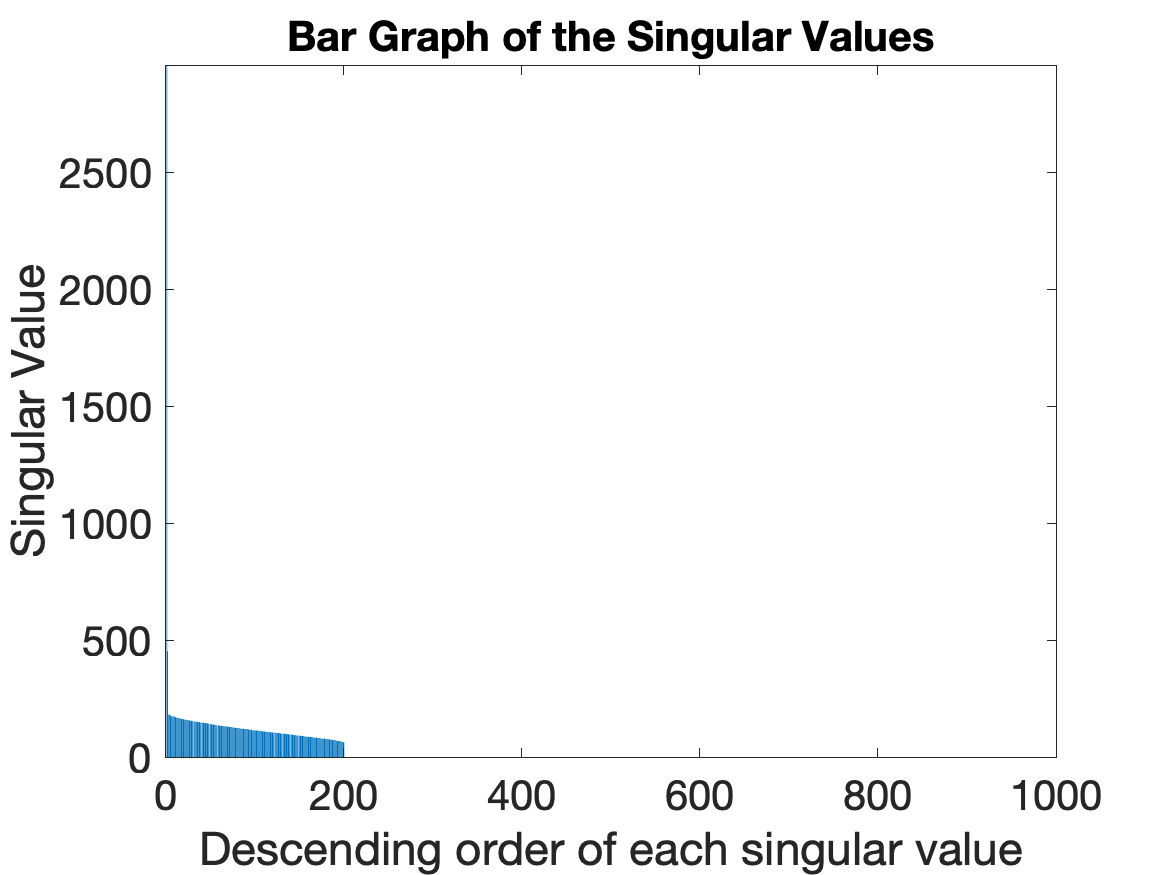 Bar Graph of the Singular Values
2500
2000
1500
1000
500
0
Singular Value
0 200 400 600 800 1000
Descending order of each singular value